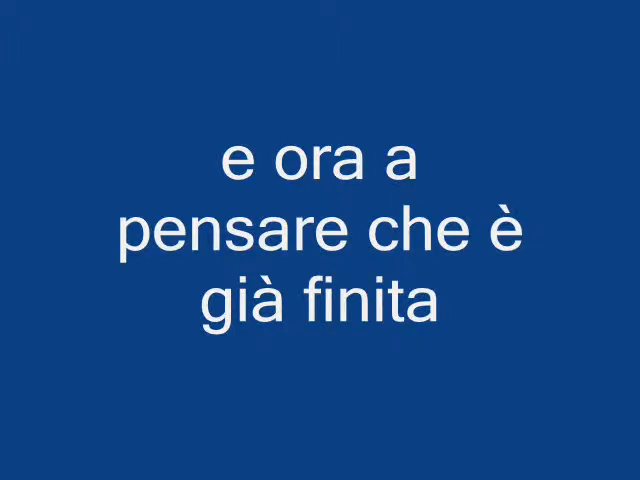 e ora a
pensare che è
già finita